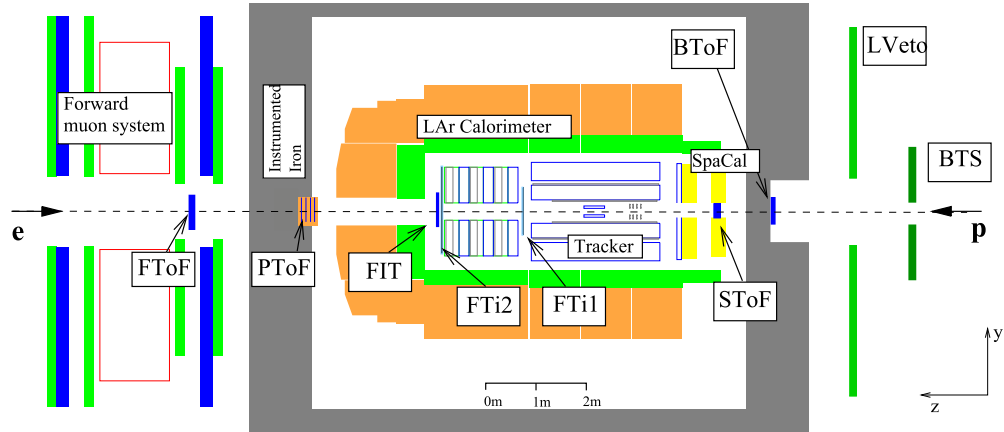 BToF
LVeto
Forward
muon system
Instrumented
Iron
LAr Calorimeter
SpaCal
BTS
e
p
FToF
PToF
FIT
FTi2
FTi1
Tracker
SToF
y
z
0m 1m 2m